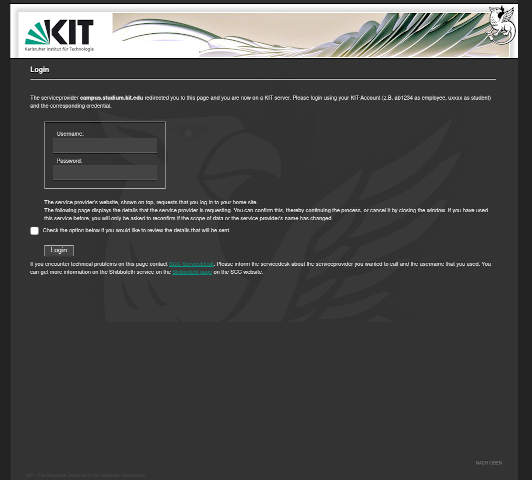 KIT
Karlsruher Institut für Technologie
Login
The serviceprovider campus.studium.kit.edu redirected you to this page and you are now on a KIT server. Please login using your KIT-Account (z.B. ab1234 as employee, uxxxx as student)
and the corresponding credential.
Username:
Password:
The service provider's website, shown on top, requests that you log in to your home site.
The following page displays the details that the service provider is requesting. You can confirm this, thereby continuing the process, or cancel it by closing the window. If you have used
this service before, you will only be asked to reconfirm if the scope of data or the service provider's name has changed.
Check the option below if you would like to review the details that will be sent
Login
If you encounter technical problems on this page contact SCC Servicedesk. Please inform the servicedesk about the serviceprovider you wanted to call and the username that you used. You
can get more information on the Shibboleth service on the Shibboleth page on the SCC website.
NACH OBEN